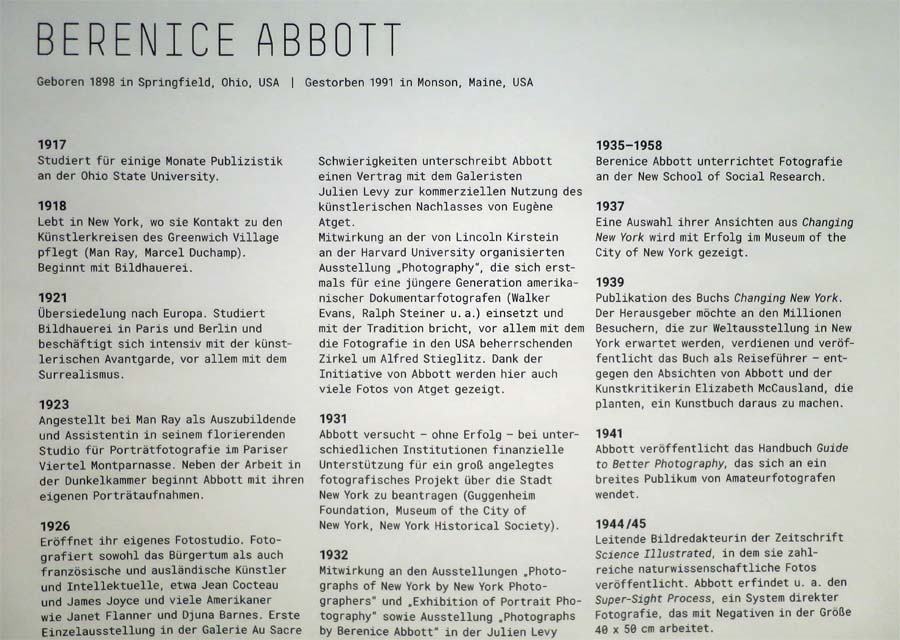 BERENICE ABBOTT
Geboren 1898 in Springfield, Ohio, USA | Gestorben 1991 in Monson, Maine, USA
1917
Studiert für einige Monate Publizistik
an der Ohio State University.
1918
Lebt in New York, wo sie Kontakt zu den
Künstlerkreisen des Greenwich Village
pflegt (Man Ray, Marcel Duchamp).
Beginnt mit Bildhauerei.
1921
Übersiedelung nach Europa. Studiert
Bildhauerei in Paris und Berlin und
beschäftigt sich intensiv mit der künst-
lerischen Avantgarde, vor allem mit dem
Surrealismus.
1923
Angestellt bei Man Ray als Auszubildende
und Assistentin in seinem florierenden
Studio für Porträtfotografie im Pariser
Viertel Montparnasse. Neben der Arbeit in
der Dunkelkammer beginnt Abbott mit ihren
eigenen Porträtaufnahmen.
1926
Eröffnet ihr eigenes Fotostudio. Foto-
grafiert sowohl das Bürgertum als auch
französische und ausländische Künstler
und Intellektuelle, etwa Jean Cocteau
und James Joyce und viele Amerikaner
wie Janet Flanner und Djuna Barnes. Erste
Einzelausstellung in der Galerie Au Sacre
Schwierigkeiten unterschreibt Abbott
einen Vertrag mit dem Galeristen
Julien Levy zur kommerziellen Nutzung des
künstlerischen Nachlasses von Eugène
Atget.
Mitwirkung an der von Lincoln Kirstein
an der Harvard University organisierten
Ausstellung „Photography“, die sich erst-
mals für eine jüngere Generation amerika-
nischer Dokumentarfotografen (Walker
Evans, Ralph Steiner u. a.) einsetzt und
mit der Tradition bricht, vor allem mit dem
die Fotografie in den USA beherrschenden
Zirkel um Alfred Stieglitz. Dank der
Initiative von Abbott werden hier auch
viele Fotos von Atget gezeigt.
1931
Abbott versucht – ohne Erfolg – bei unter-
schiedlichen Institutionen finanzielle
Unterstützung für ein groß angelegtes
fotografisches Projekt über die Stadt
New York zu beantragen (Guggenheim
Foundation, Museum of the City of
New York, New York Historical Society).
1932
Mitwirkung an den Ausstellungen „Photo-
graphs of New York by New York Photo-
graphers“ und „Exhibition of Portrait Pho-
tography“ sowie Ausstellung „Photographs
by Berenice Abbott“ in der Julien Levy
1935–1958
Berenice Abbott unterrichtet Fotografie
an der New School of Social Research.
1937
Eine Auswahl ihrer Ansichten aus Changing
New York wird mit Erfolg im Museum of the
City of New York gezeigt.
1939
Publikation des Buchs Changing New York.
Der Herausgeber möchte an den Millionen
Besuchern, die zur Weltausstellung in New
York erwartet werden, verdienen und veröf-
fentlicht das Buch als Reiseführer – ent-
gegen den Absichten von Abbott und der
Kunstkritikerin Elizabeth McCausland, die
planten, ein Kunstbuch daraus zu machen.
1941
Abbott veröffentlicht das Handbuch Guide
to Better Photography, das sich an ein
breites Publikum von Amateurfotografen
wendet.
1944/45
Leitende Bildredakteurin der Zeitschrift
Science Illustrated, in dem sie zahl-
reiche naturwissenschaftliche Fotos
veröffentlicht. Abbott erfindet u. a. den
Super-Sight Process, ein System direkter
Fotografie, das mit Negativen in der Größe
40 x 50 cm arbeitet.